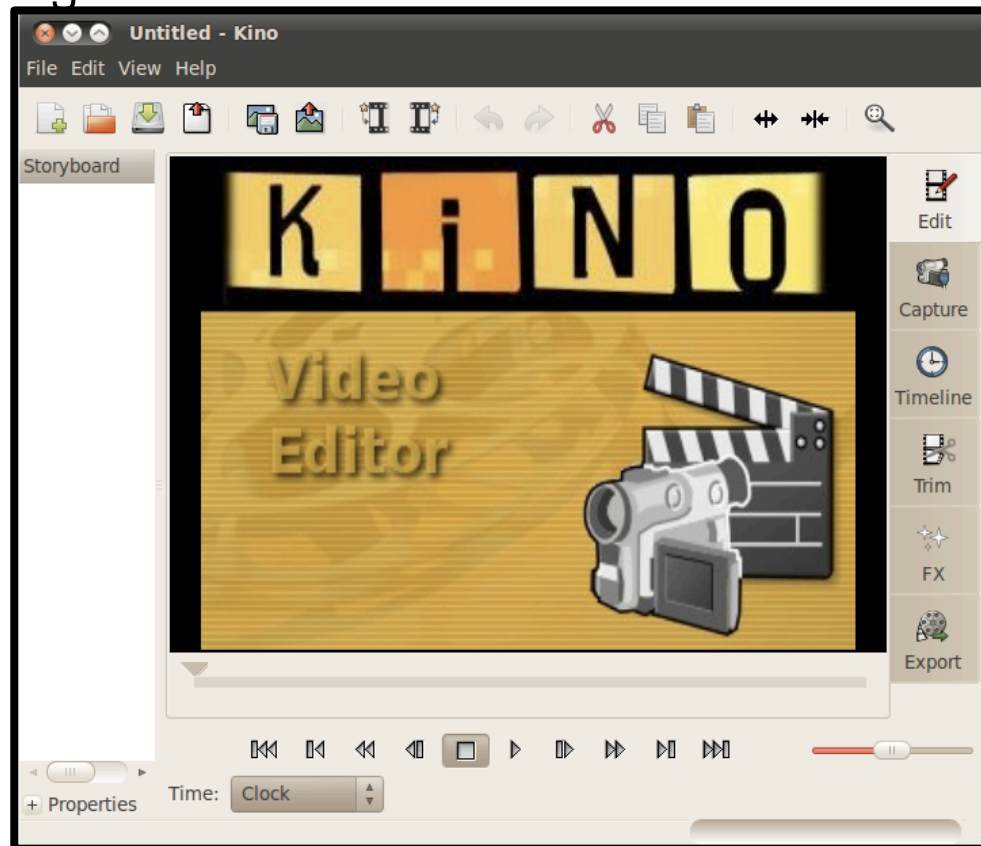 Untitled - Kino
File Edit View Help
Storyboard
KiNO
Video
Editor
Edit
Capture
Timeline
Trim
FX
Export
Time: Clock
Properties